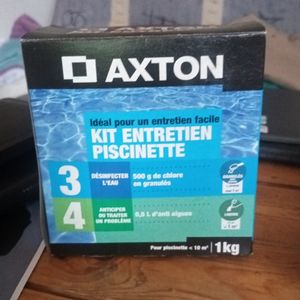 AXTON
Idéal pour un entretien facile
KIT ENTRETIEN
PISCINETTE
3
DÉSINFECTER
L'EAU
500 g de chlore
en granulés
GRANULÉS
4
ANTICIPER
OU TRAITER
UN PROBLÈME
0,5 L d'anti algues
Pour piscinette < 10 m³
1kg